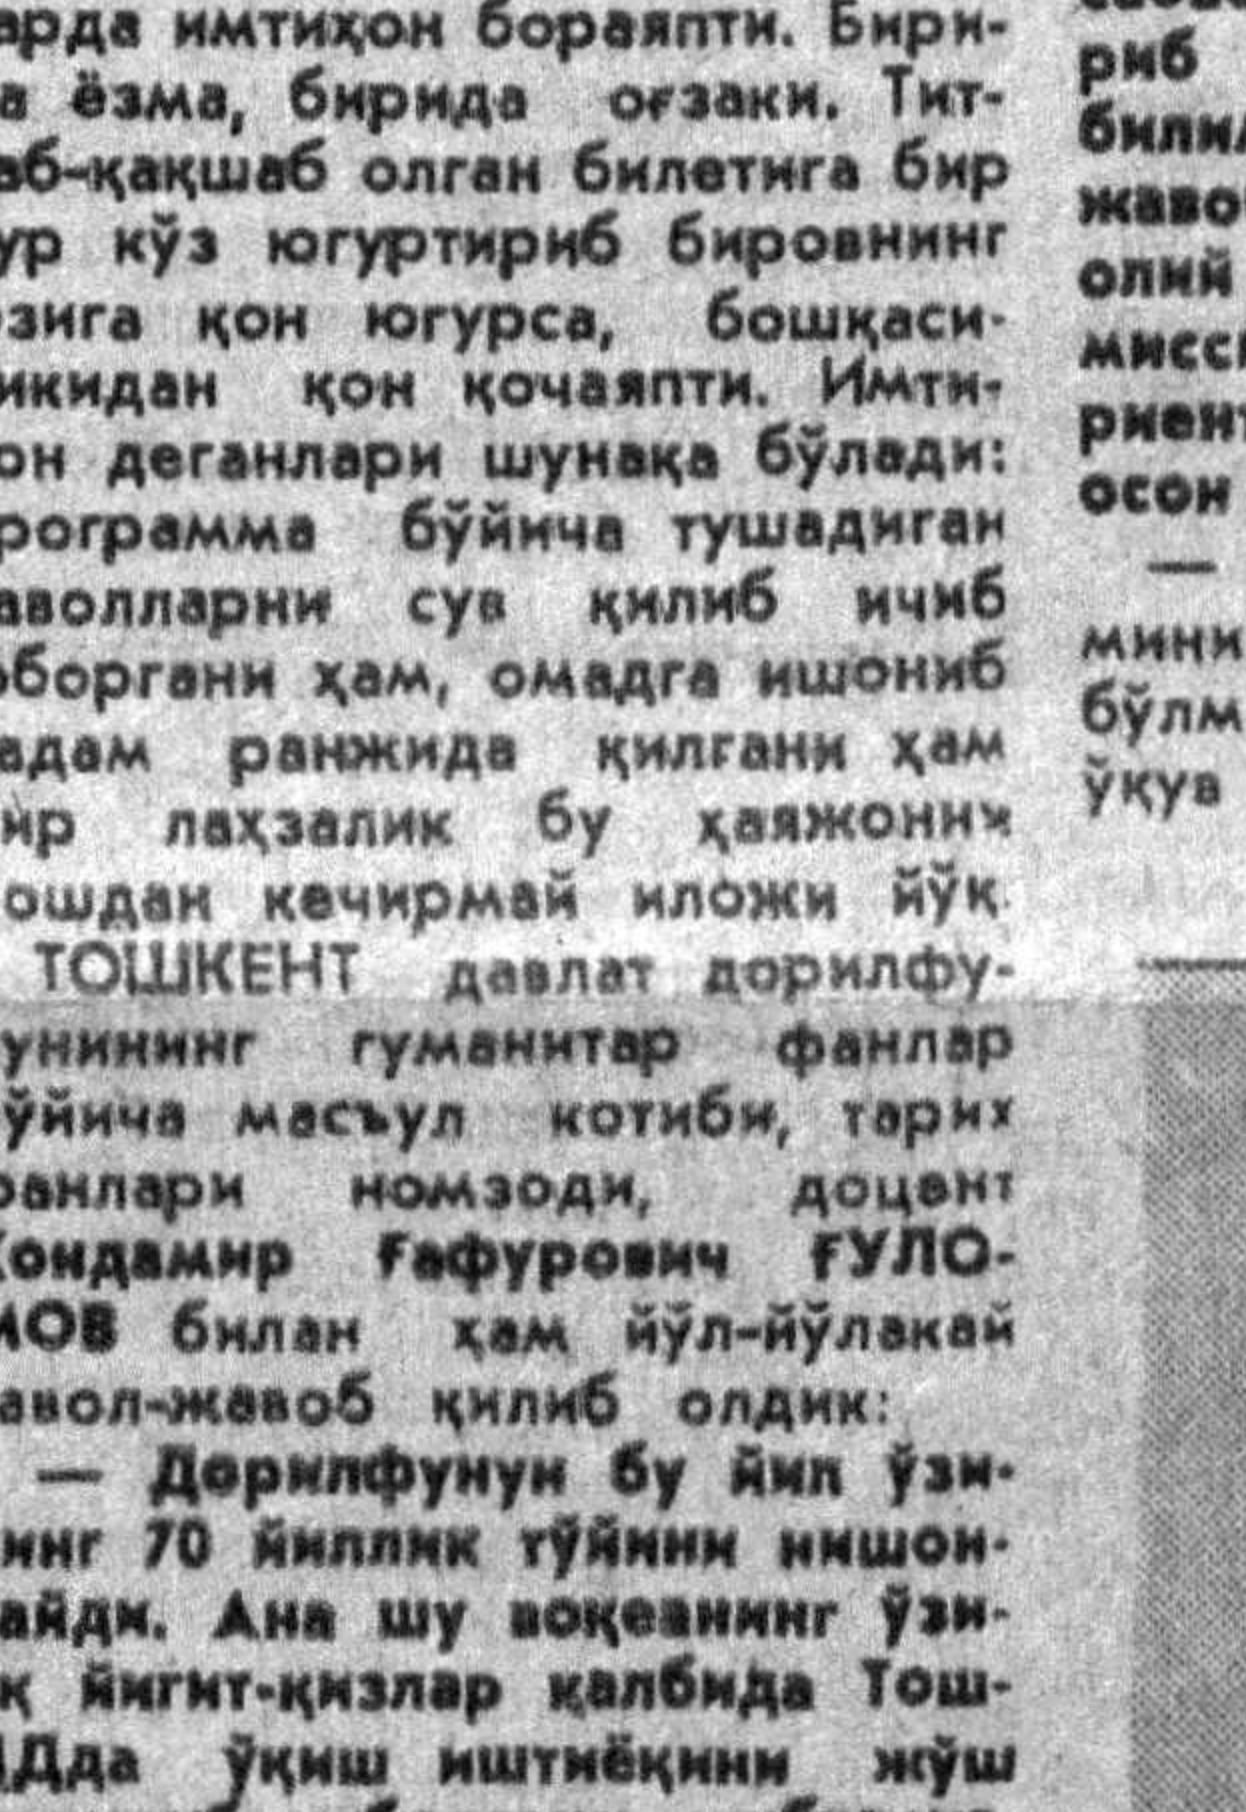 арда имтиҳон бораяпти. Бири-
а ёзма, бирида оғзаки. Тит-
аб-қақшаб олган билетига бир
ур кўз югуртириб бировнинг
зига қон югурса, бошқаси-
икидан қон қочаяпти. Имти-
он деганлари шунақа бўлади:
рограмма бўйича тушадиган
аволларни сув қилиб ичиб
боргани ҳам, омадга ишониб
адам ранжида қилгани ҳам
ир лаҳзалик бу ҳаяжонни
ошдан кечирмай иложи йўқ.
ТОШКЕНТ давлат дорилфу-
унининг гуманитар фанлар
ўйича масъул котиби, тарих
анлари номзоди, доцент
Хондамир Ғафурович ҒУЛО-
МОВ билан ҳам йўл-йўлакай
авол-жавоб қилиб олдик:
— Дорилфунун бу йил ўзи-
инг 70 йиллик тўйини нишон-
айди. Ана шу воқеанинг ўзи-
қ йигит-қизлар қалбида Тош-
ДДда ўқиш иштиёқини жўш
риб
билил
жаво
олий
мисс
риент
осон
—
мини
бўлм
ўқув